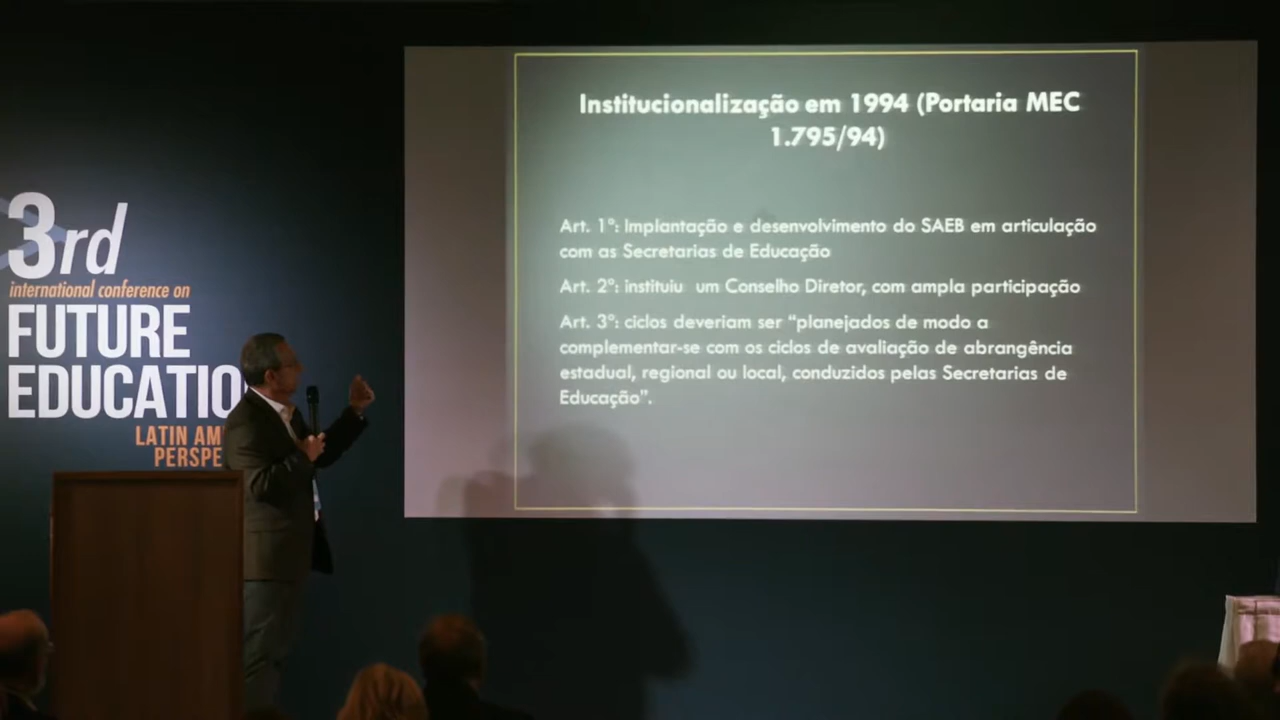 3rd
international conference on
FUTURE
EDUCATIO
LATIN AM
PERSPE
Institucionalização em 1994 (Portaria MEC
1.795/94)
Art. 1º: Implantação e desenvolvimento do SAEB em articulação
com as Secretarias de Educação
Art. 2º: instituiu um Conselho Diretor, com ampla participação
Art. 3º: ciclos deveriam ser “planejados de modo a
complementar-se com os ciclos de avaliação de abrangência
estadual, regional ou local, conduzidos pelas Secretarias de
Educação”.